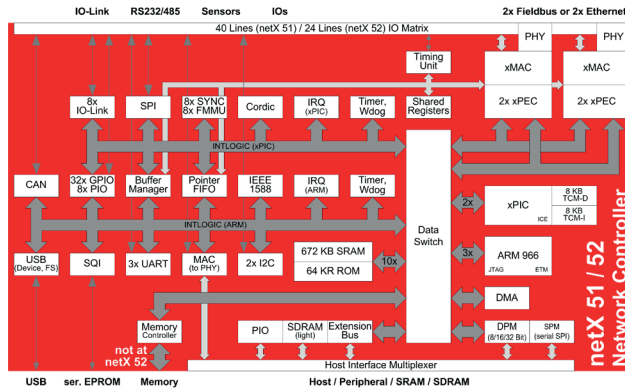 IO-Link RS232/485 Sensors IOs 2x Fieldbus or 2x Ethernet
40 Lines (netX 51) / 24 Lines (netX 52) IO Matrix
PHY PHY
Timing
Unit
xMAC xMAC
8x
IO-Link
SPI
8x SYNC
8x FMMU
Cordic
IRQ
(xPIC)
Timer,
Wdog
Shared
Registers
2x xPEC 2x xPEC
INTLOGIC (xPIC)
CAN
32x GPIO
8x PIO
Buffer
Manager
Pointer
FIFO
IEEE
1588
IRQ
(ARM)
Timer,
Wdog
Data
Switch
2x
xPIC
ICE
8 KB
TCM-D
8 KB
TCM-I
INTLOGIC (ARM)
USB
(Device, FS)
SQI
3x UART
MAC
(to PHY)
2x I2C
672 KB SRAM
64 KR ROM
10x
3x
ARM 966
JTAG ETM
DMA
Memory
Controller
PIO
SDRAM
(light)
Extension
Bus
DPM
(8/16/32 Bit)
SPM
(serial SPI)
not at
netX 52
Host Interface Multiplexer
netX 51 / 52
Network Controller
USB ser. EPROM Memory Host / Peripheral / SRAM / SDRAM